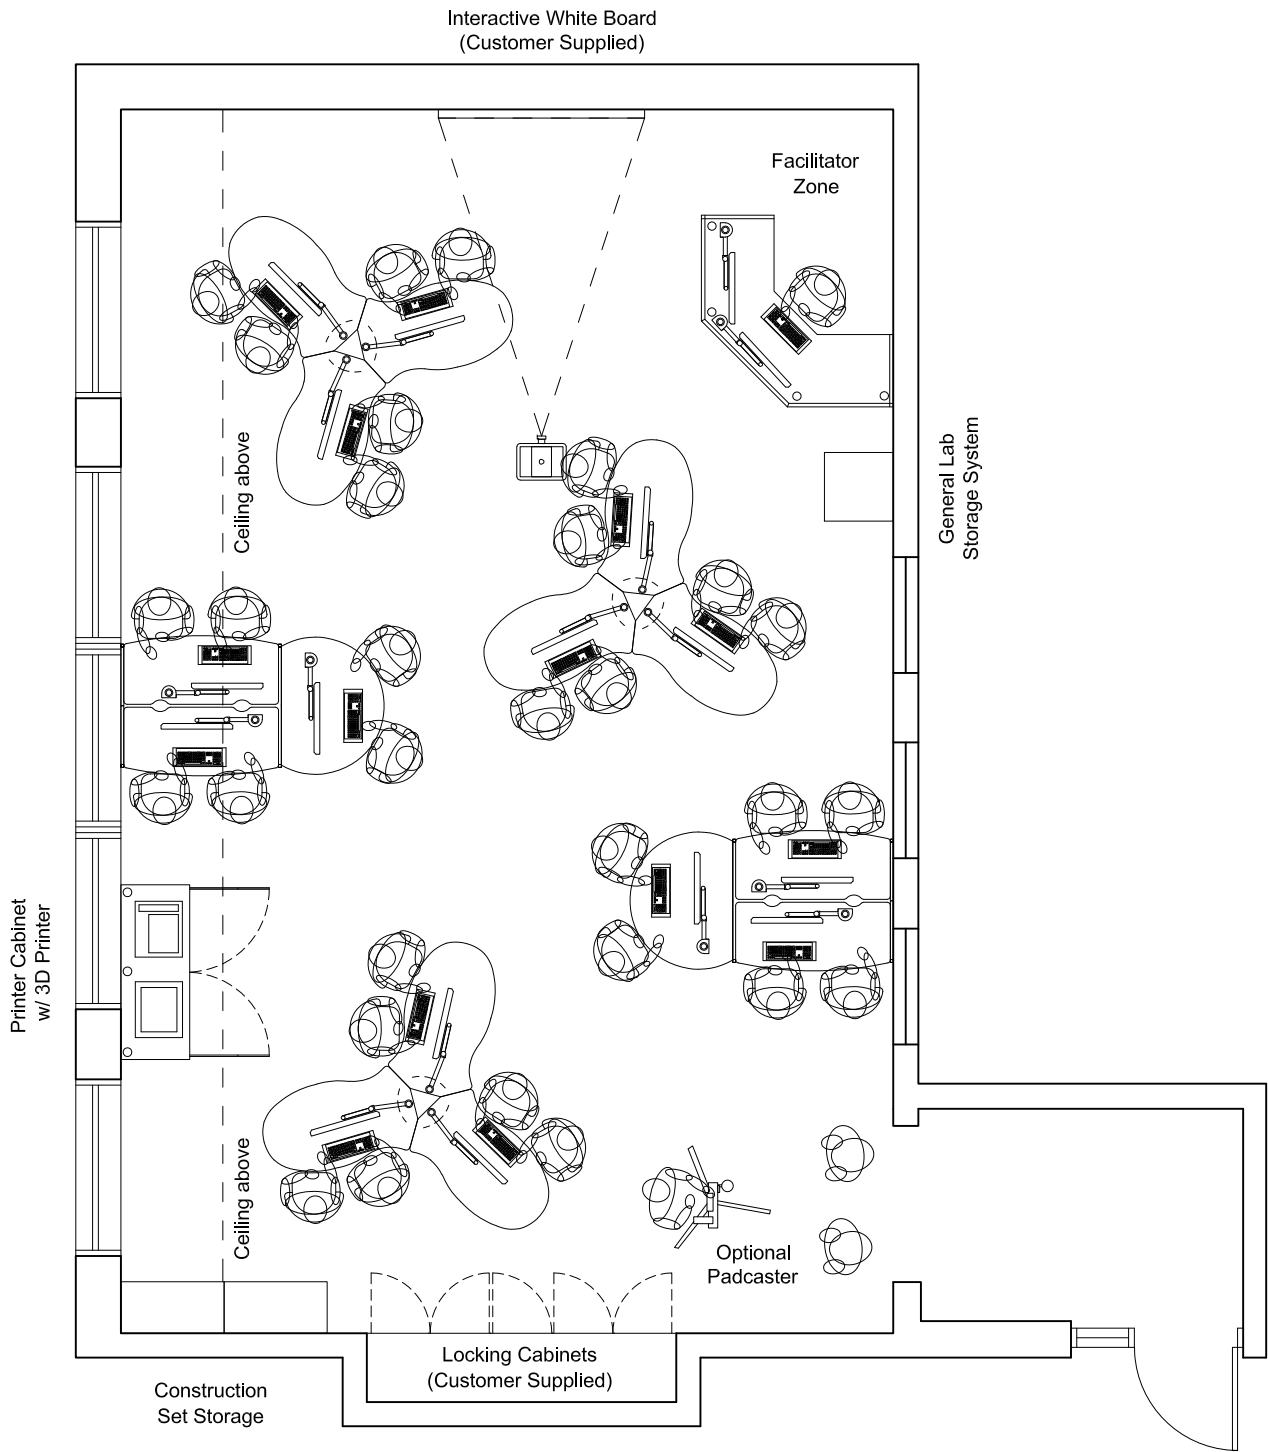 Interactive White Board
(Customer Supplied)
Facilitator
Zone
Ceiling above
General Lab
Storage System
Printer Cabinet
w/ 3D Printer
Ceiling above
Optional
Padcaster
Locking Cabinets
(Customer Supplied)
Construction
Set Storage